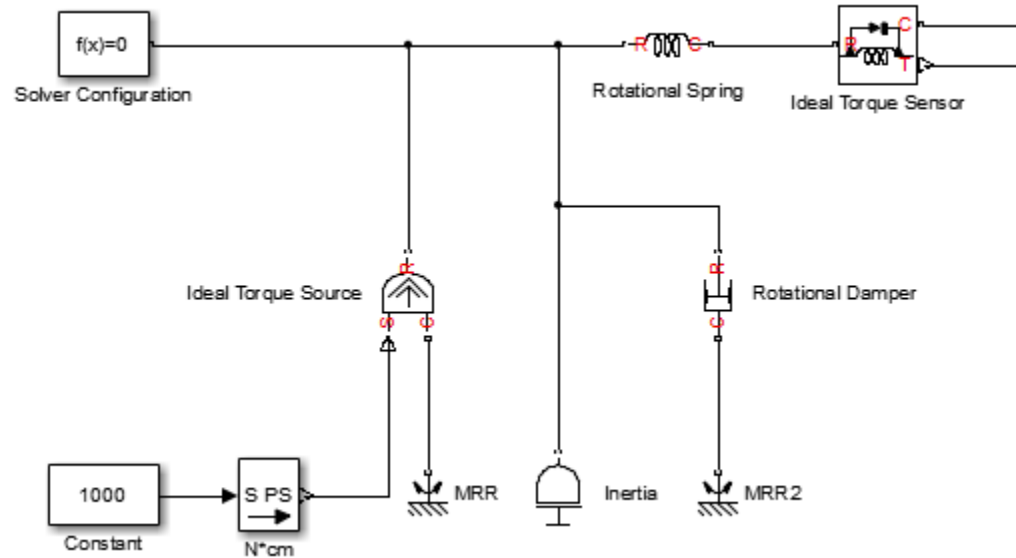 f(x)=0
Solver Configuration
R
C
Rotational Spring
R
C
T
Ideal Torque Sensor
R
Ideal Torque Source
S
C
R
Rotational Damper
C
1000
Constant
S PS
N*cm
MRR
Inertia
MRR2